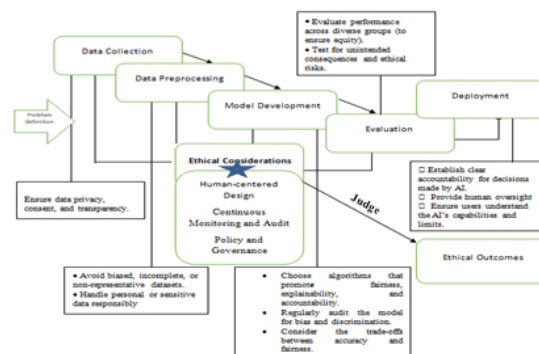 • Evaluate performance
across diverse groups (to
ensure equity).
• Test for unintended
consequences and ethical
risks.
Data Collection
Data Preprocessing
Model Development
Deployment
Problem
Definition
Evaluation
Ethical Considerations
Human-centered
Design
Continuous
Monitoring and Audit
Policy and
Governance
□ Establish clear
accountability for decisions
made by AI.
□ Provide human oversight
□ Ensure users understand
the AI's capabilities and
limits.
Ensure data privacy,
consent, and transparency.
Judge
Ethical Outcomes
• Avoid biased, incomplete, or
non-representative datasets.
• Handle personal or sensitive
data responsibly
• Choose algorithms that
promote fairness,
explainability, and
accountability.
• Regularly audit the model
for bias and discrimination.
• Consider the trade-offs
between accuracy and
fairness.